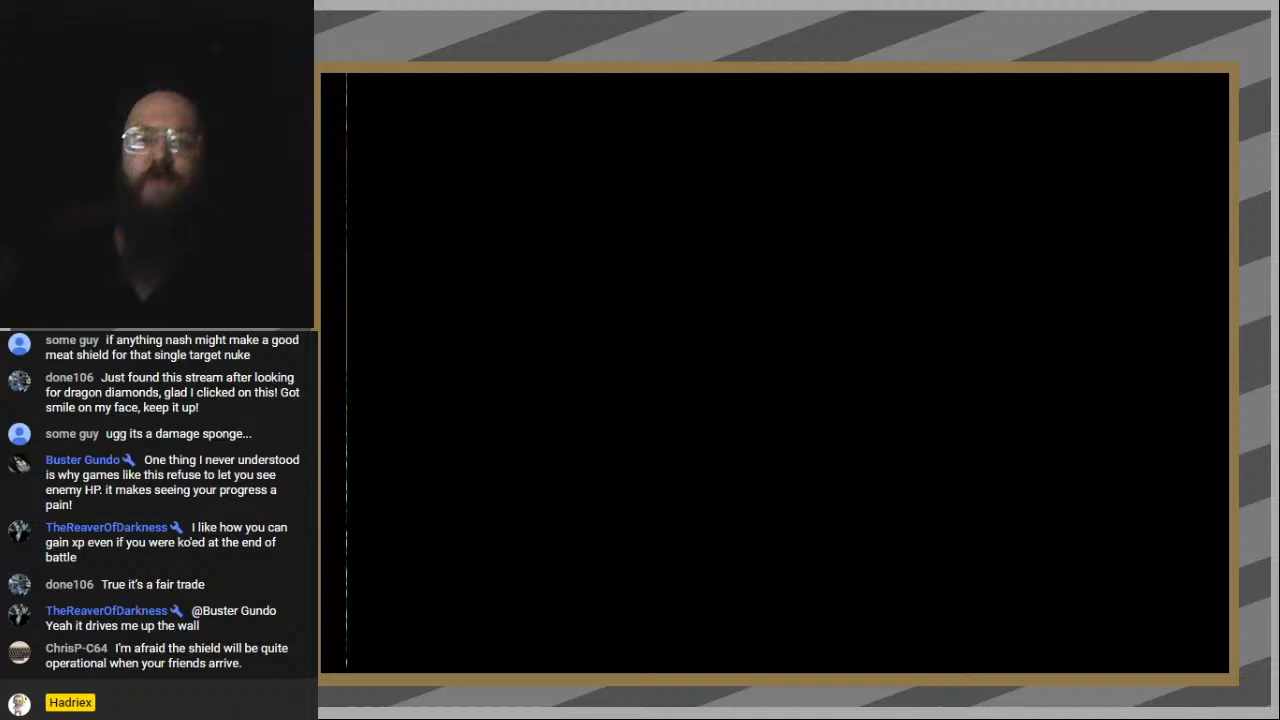 some guy if anything nash might make a good
meat shield for that single target nuke
done106 Just found this stream after looking
for dragon diamonds, glad I clicked on this! Got
smile on my face, keep it up!
some guy ugg its a damage sponge...
Buster Gundo One thing I never understood
is why games like this refuse to let you see
enemy HP. it makes seeing your progress a
pain!
TheReaverOfDarkness I like how you can
gain xp even if you were ko'ed at the end of
battle
done106 True it's a fair trade
TheReaverOfDarkness @Buster Gundo
Yeah it drives me up the wall
ChrisP-C64 I'm afraid the shield will be quite
operational when your friends arrive.
Hadriex